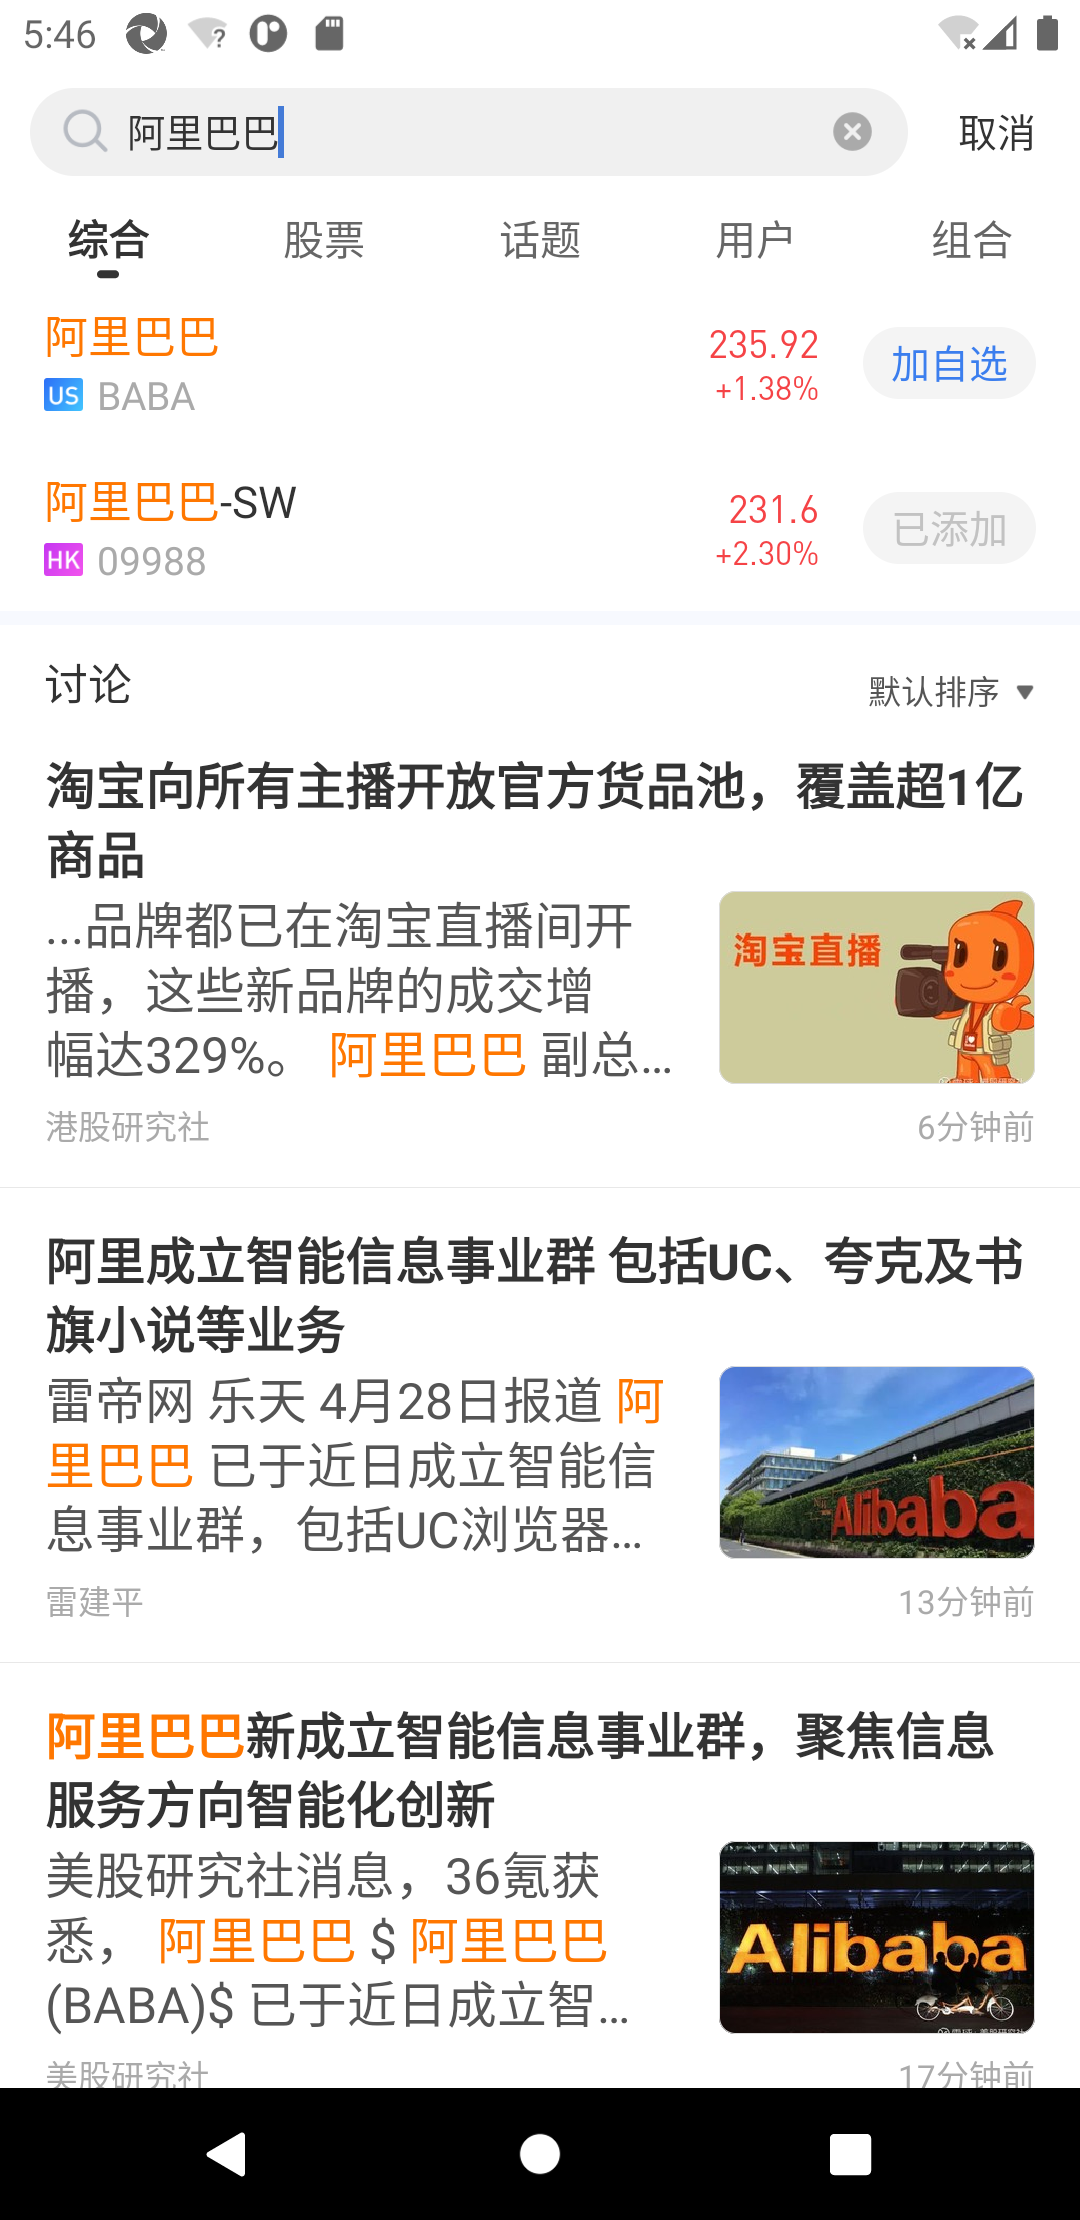 5:46
阿里巴巴
取消
综合
股票
话题
用户
组合
阿里巴巴
235.92
加自选
US BABA
+1.38%
阿里巴巴-SW
231.6
已添加
HK 09988
+2.30%
讨论
默认排序
淘宝向所有主播开放官方货品池，覆盖超1亿
商品
...品牌都已在淘宝直播间开
播，这些新品牌的成交增
幅达329%。 阿里巴巴 副总...
淘宝直播
港股研究社
6分钟前
阿里成立智能信息事业群 包括UC、夸克及书
旗小说等业务
雷帝网 乐天 4月28日报道 阿
里巴巴 已于近日成立智能信
息事业群，包括UC浏览器...
Alibaba
雷建平
13分钟前
阿里巴巴新成立智能信息事业群，聚焦信息
服务方向智能化创新
美股研究社消息，36氪获
悉， 阿里巴巴 $ 阿里巴巴
(BABA)$ 已于近日成立智...
Alibaba
美股研究社
17分钟前